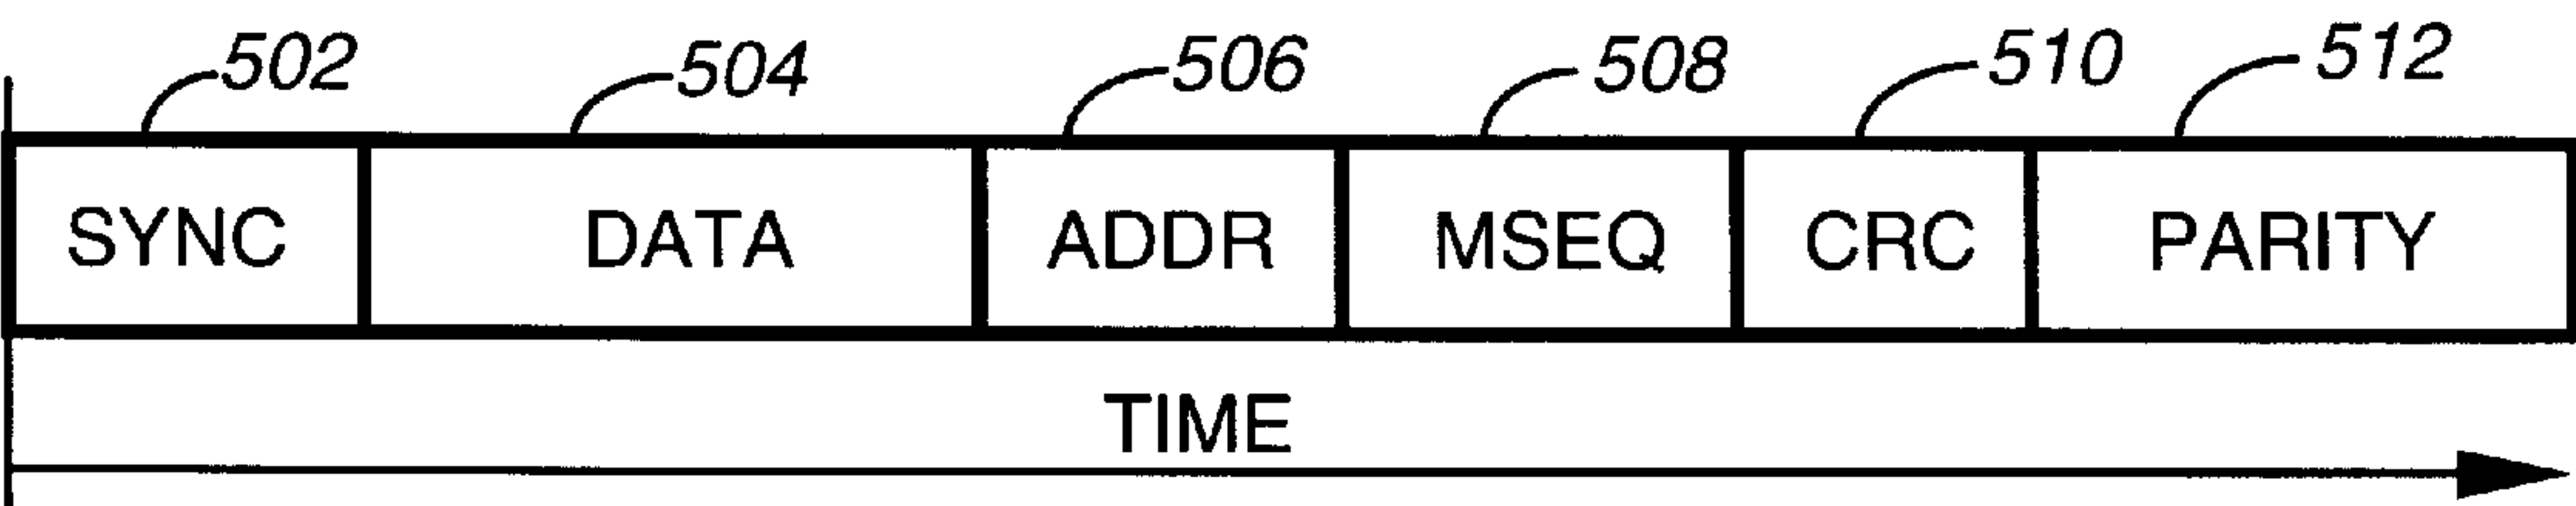 502 504 506 508 510 512
SYNC DATA ADDR MSEQ CRC PARITY
TIME